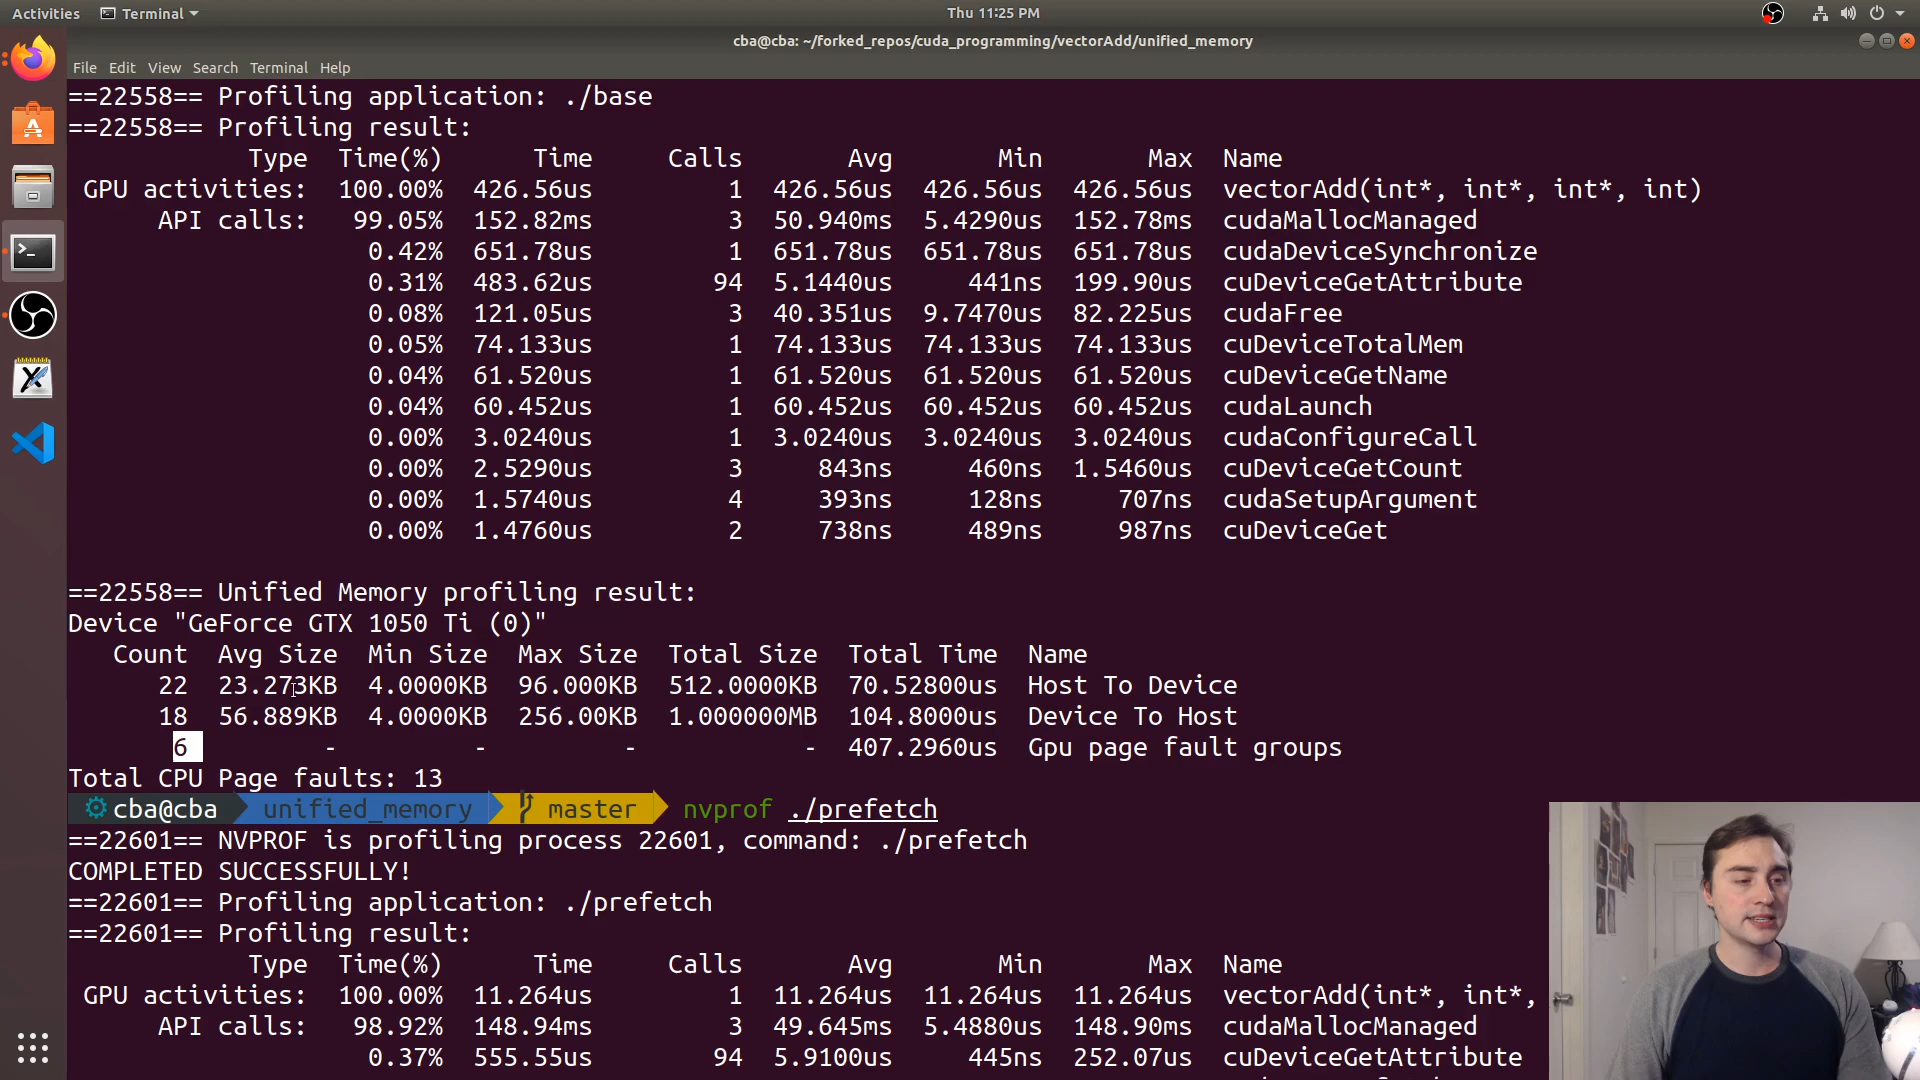 Activities Terminal Thu 11:25 PM
cba@cba: ~/forked_repos/cuda_programming/vectorAdd/unified_memory
File Edit View Search Terminal Help
==22558== Profiling application: ./base
==22558== Profiling result:
Type Time(%) Time Calls Avg Min Max Name
GPU activities: 100.00% 426.56us 1 426.56us 426.56us 426.56us vectorAdd(int*, int*, int*, int)
API calls: 99.05% 152.82ms 3 50.940ms 5.4290us 152.78ms cudaMallocManaged
0.42% 651.78us 1 651.78us 651.78us 651.78us cudaDeviceSynchronize
0.31% 483.62us 94 5.1440us 441ns 199.90us cuDeviceGetAttribute
0.08% 121.05us 3 40.351us 9.7470us 82.225us cudaFree
0.05% 74.133us 1 74.133us 74.133us 74.133us cuDeviceTotalMem
0.04% 61.520us 1 61.520us 61.520us 61.520us cuDeviceGetName
0.04% 60.452us 1 60.452us 60.452us 60.452us cudaLaunch
0.00% 3.0240us 1 3.0240us 3.0240us 3.0240us cudaConfigureCall
0.00% 2.5290us 3 843ns 460ns 1.5460us cuDeviceGetCount
0.00% 1.5740us 4 393ns 128ns 707ns cudaSetupArgument
0.00% 1.4760us 2 738ns 489ns 987ns cuDeviceGet
==22558== Unified Memory profiling result:
Device "GeForce GTX 1050 Ti (0)"
Count Avg Size Min Size Max Size Total Size Total Time Name
22 23.273KB 4.0000KB 96.000KB 512.0000KB 70.52800us Host To Device
18 56.889KB 4.0000KB 256.00KB 1.000000MB 104.8000us Device To Host
6 - - - - 407.2960us Gpu page fault groups
Total CPU Page faults: 13
cba@cba unified_memory master nvprof ./prefetch
==22601== NVPROF is profiling process 22601, command: ./prefetch
COMPLETED SUCCESSFULLY!
==22601== Profiling application: ./prefetch
==22601== Profiling result:
Type Time(%) Time Calls Avg Min Max Name
GPU activities: 100.00% 11.264us 1 11.264us 11.264us 11.264us vectorAdd(int*, int*,
API calls: 98.92% 148.94ms 3 49.645ms 5.4880us 148.90ms cudaMallocManaged
0.37% 555.55us 94 5.9100us 445ns 252.07us cuDeviceGetAttribute